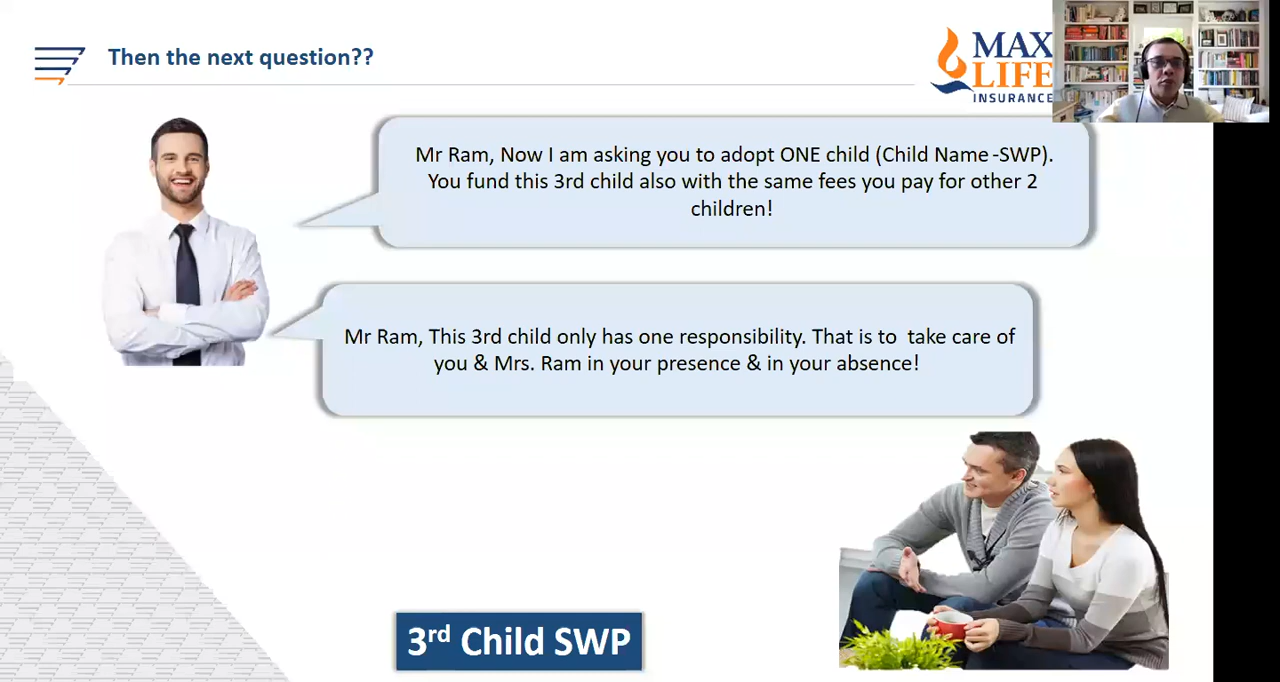 Then the next question??
MAX
LIFE
INSURANCE
Mr Ram, Now I am asking you to adopt ONE child (Child Name -SWP).
You fund this 3rd child also with the same fees you pay for other 2
children!
Mr Ram, This 3rd child only has one responsibility. That is to  take care of
you & Mrs. Ram in your presence & in your absence!
3rd Child SWP